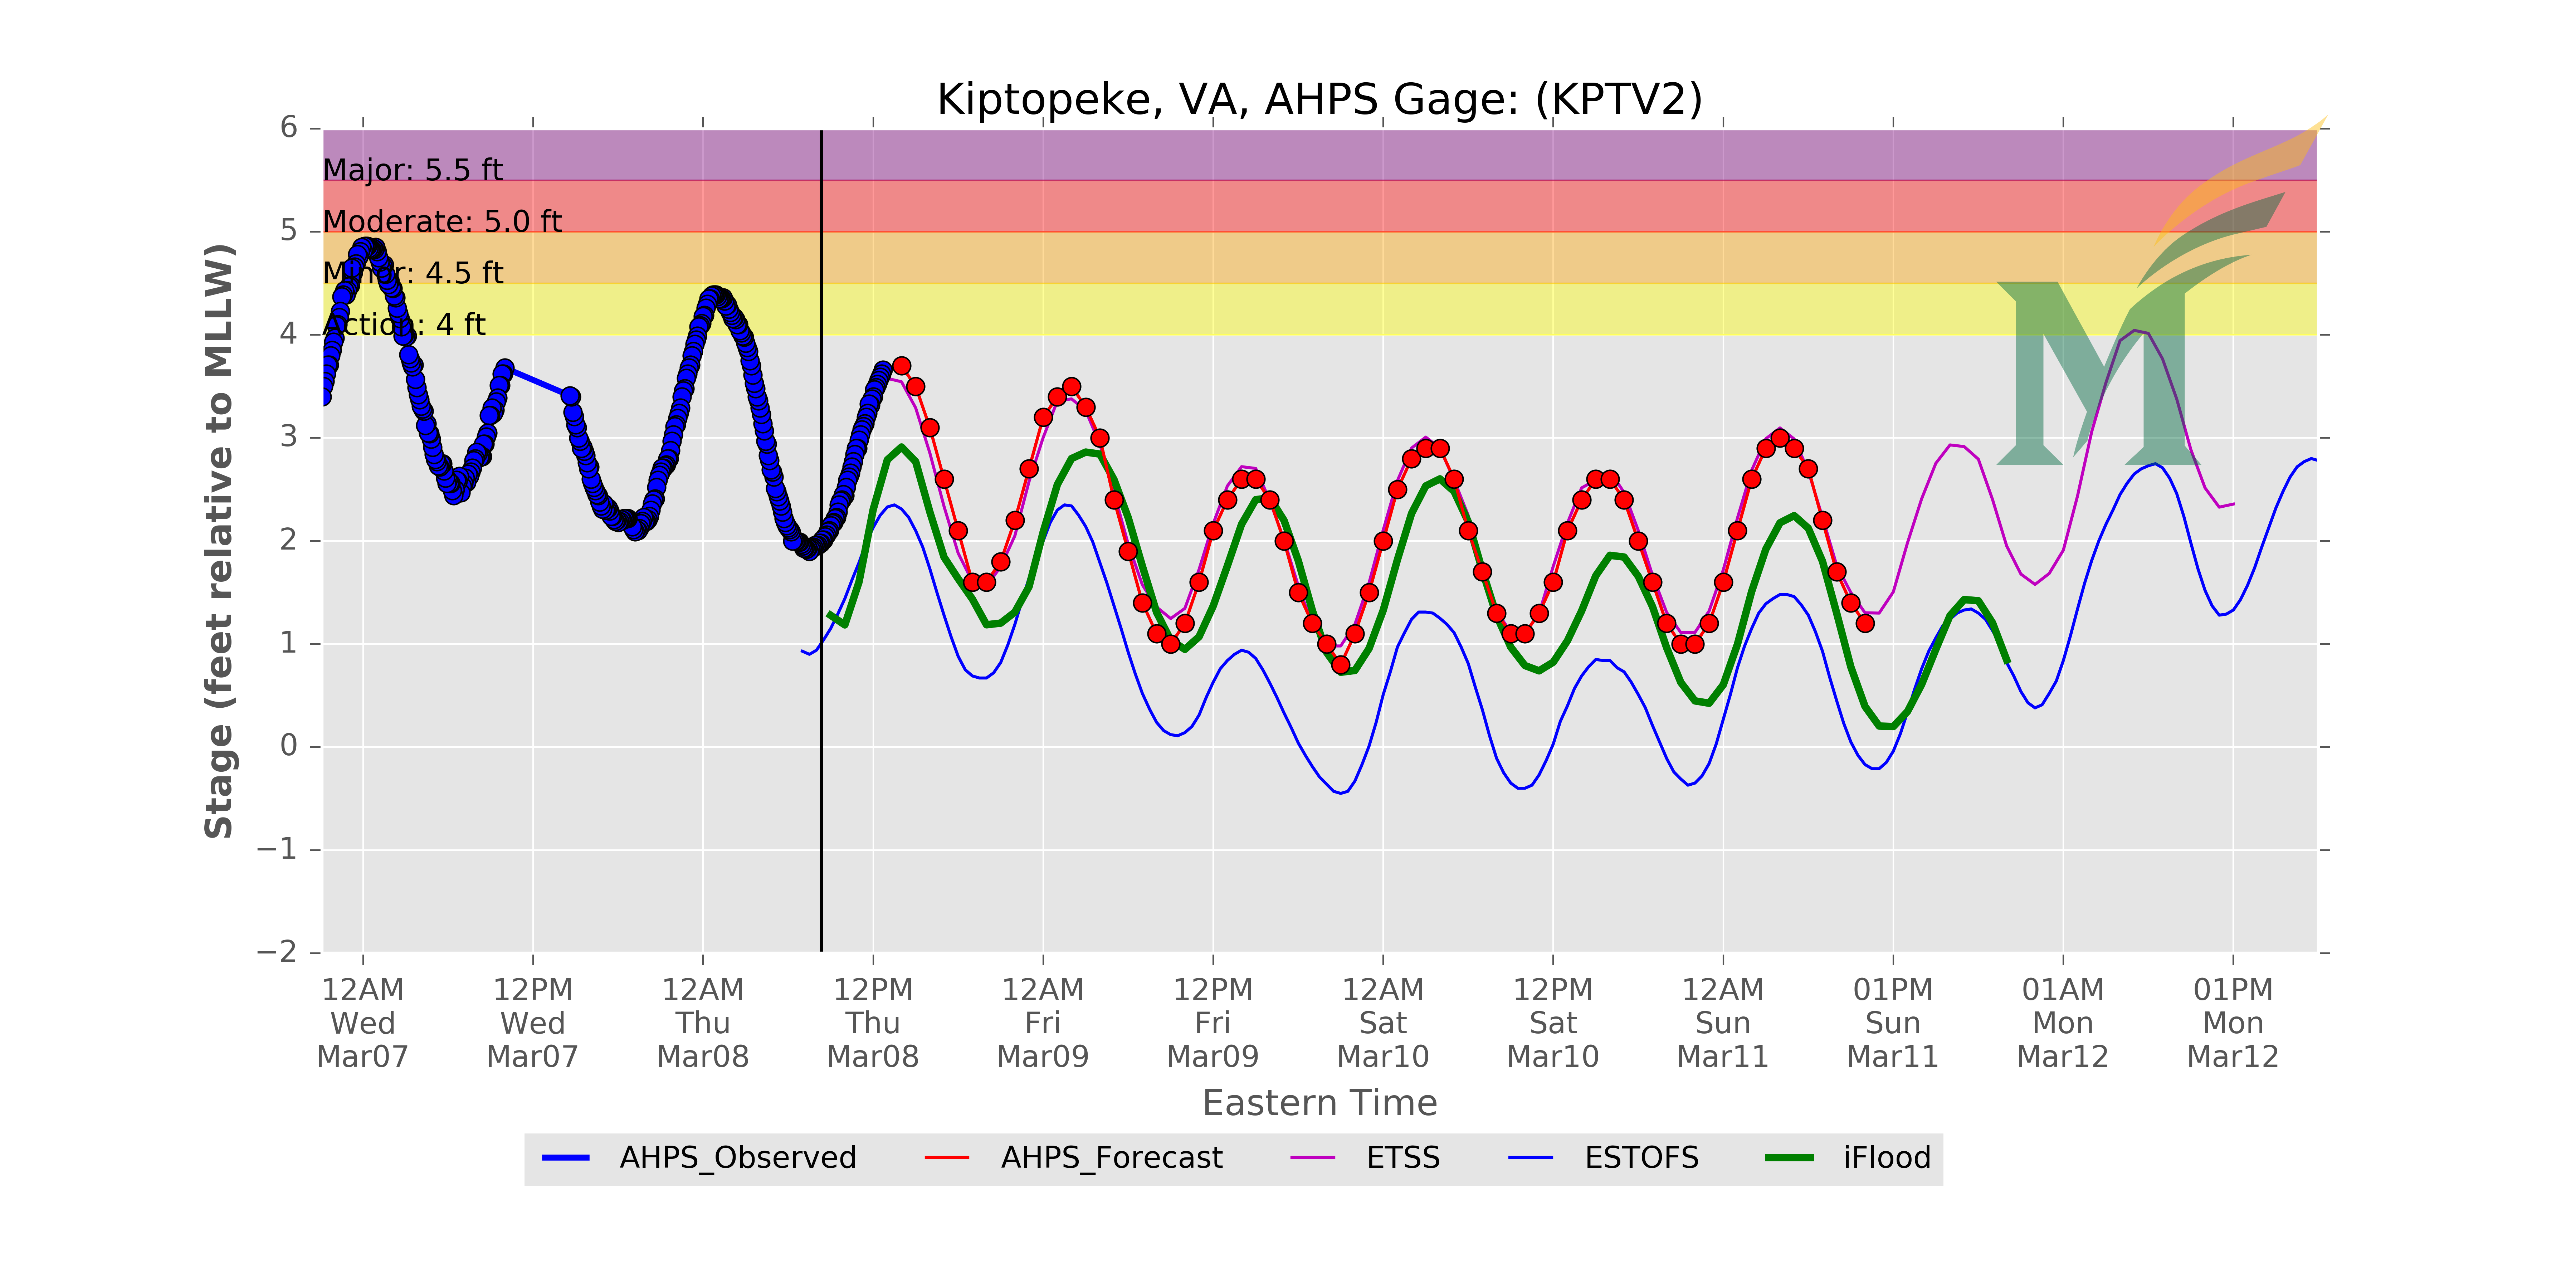 Kiptopeke, VA, AHPS Gage: (KPTV2)
6
5
4
3
2
1
0
−1
−2
Stage (feet relative to MLLW)
Major: 5.5 ft
Moderate: 5.0 ft
Minor: 4.5 ft
Action: 4 ft
M
12AM 12PM 12AM 12PM 12AM 12PM 12AM 12PM 12AM 01PM 01AM 01PM
Wed Wed Thu Thu Fri Fri Sat Sat Sun Sun Mon Mon
Mar07 Mar07 Mar08 Mar08 Mar09 Mar09 Mar10 Mar10 Mar11 Mar11 Mar12 Mar12
Eastern Time
AHPS_Observed AHPS_Forecast ETSS ESTOFS iFlood